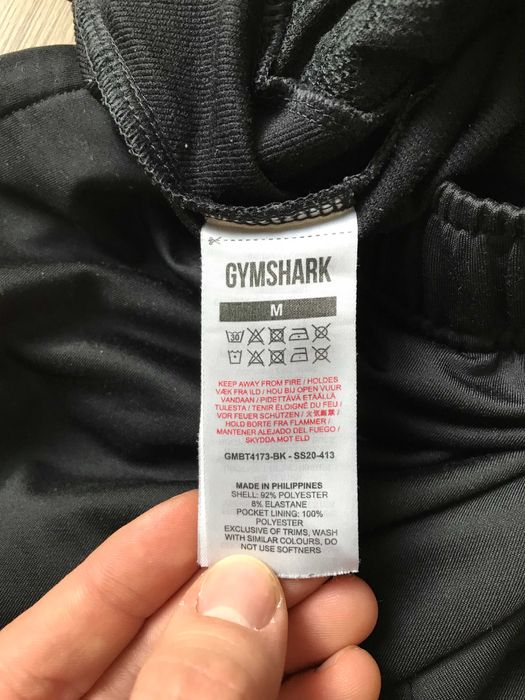 GYMSHARK
M
30
KEEP AWAY FROM FIRE / HOLDES
VÆK FRA ILD / HOU BIJ OPEN VUUR
VANDAAN / PIDETTÄVÄ ETÄÄLLÄ
TULESTA / TENIR ÉLOIGNÉ DU FEU /
VOR FEUER SCHÜTZEN / 火気厳禁 /
HOLD BORTE FRA FLAMMER /
MANTENER ALEJADO DEL FUEGO /
SKYDDA MOT ELD
GMBT4173-BK - SS20-413
MADE IN PHILIPPINES
SHELL: 92% POLYESTER
8% ELASTANE
POCKET LINING: 100%
POLYESTER
EXCLUSIVE OF TRIMS, WASH
WITH SIMILAR COLOURS, DO
NOT USE SOFTNERS